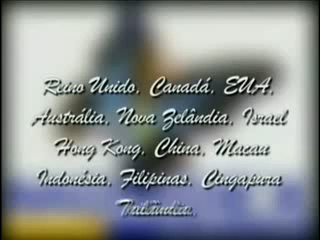 Reino Unido, Canadá, EUA,
Austrália, Nova Zelândia, Israel
Hong Kong, China, Macau
Indonésia, Filipinas, Cingapura
Tailândia,